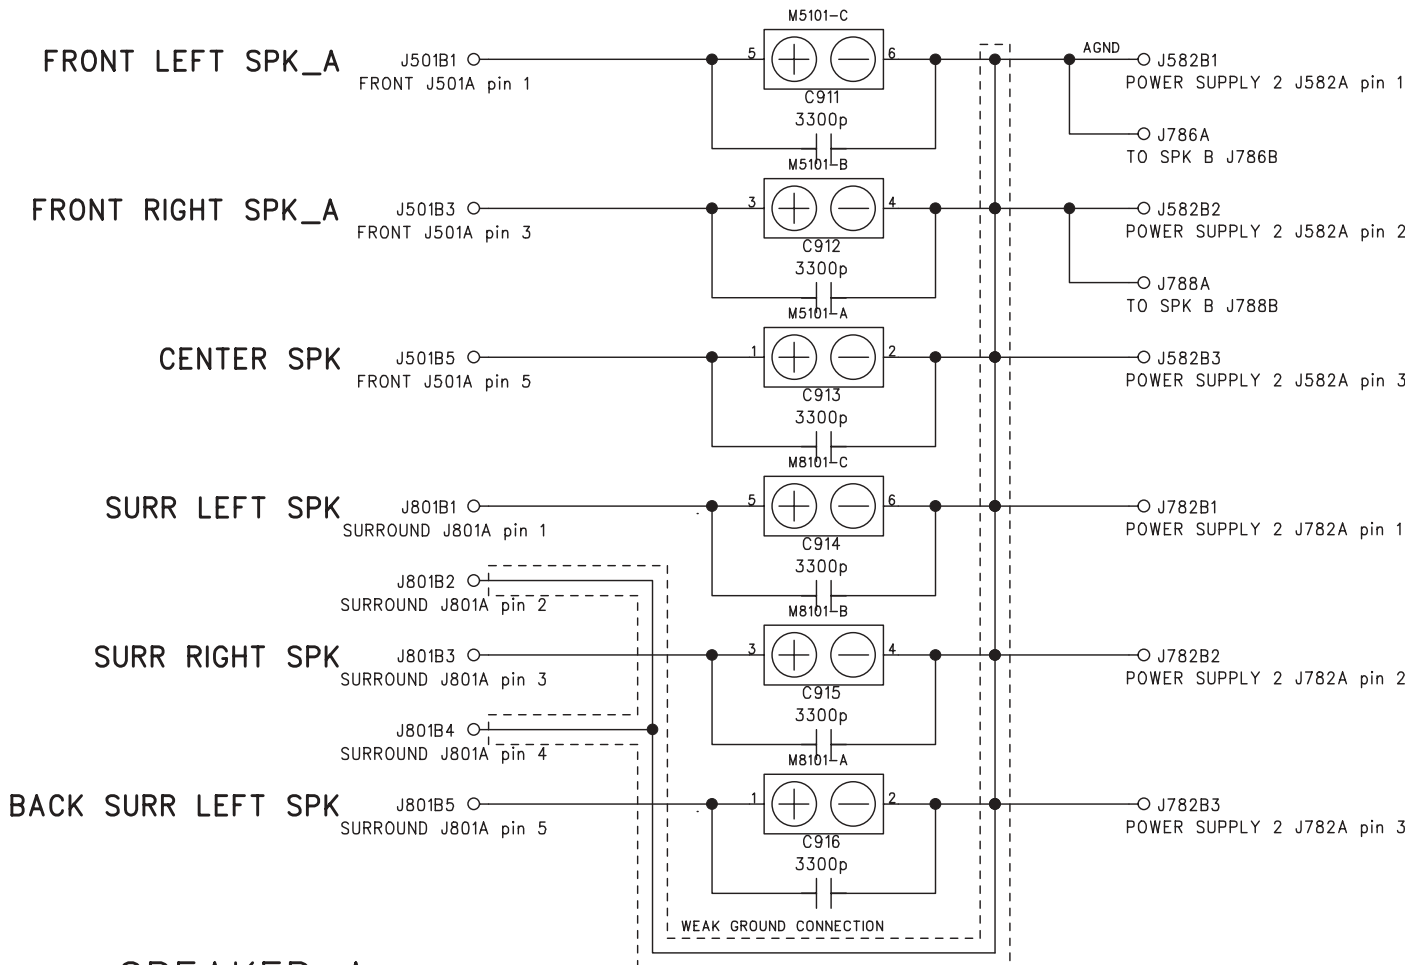 M5101-C
FRONT LEFT SPK_A
J501B1
5
6
AGND
J582B1
FRONT J501A pin 1
POWER SUPPLY 2 J582A pin 1
C911
3300p
J786A
TO SPK B J786B
M5101-B
FRONT RIGHT SPK_A
J501B3
3
4
J582B2
FRONT J501A pin 3
POWER SUPPLY 2 J582A pin 2
C912
3300p
J788A
TO SPK B J788B
M5101-A
CENTER SPK
J501B5
1
2
J582B3
FRONT J501A pin 5
POWER SUPPLY 2 J582A pin 3
C913
3300p
M8101-C
SURR LEFT SPK
J801B1
5
6
J782B1
SURROUND J801A pin 1
POWER SUPPLY 2 J782A pin 1
C914
3300p
J801B2
SURROUND J801A pin 2
M8101-B
SURR RIGHT SPK
J801B3
3
4
J782B2
SURROUND J801A pin 3
POWER SUPPLY 2 J782A pin 2
C915
3300p
J801B4
SURROUND J801A pin 4
M8101-A
BACK SURR LEFT SPK
J801B5
1
2
J782B3
SURROUND J801A pin 5
POWER SUPPLY 2 J782A pin 3
C916
3300p
WEAK GROUND CONNECTION